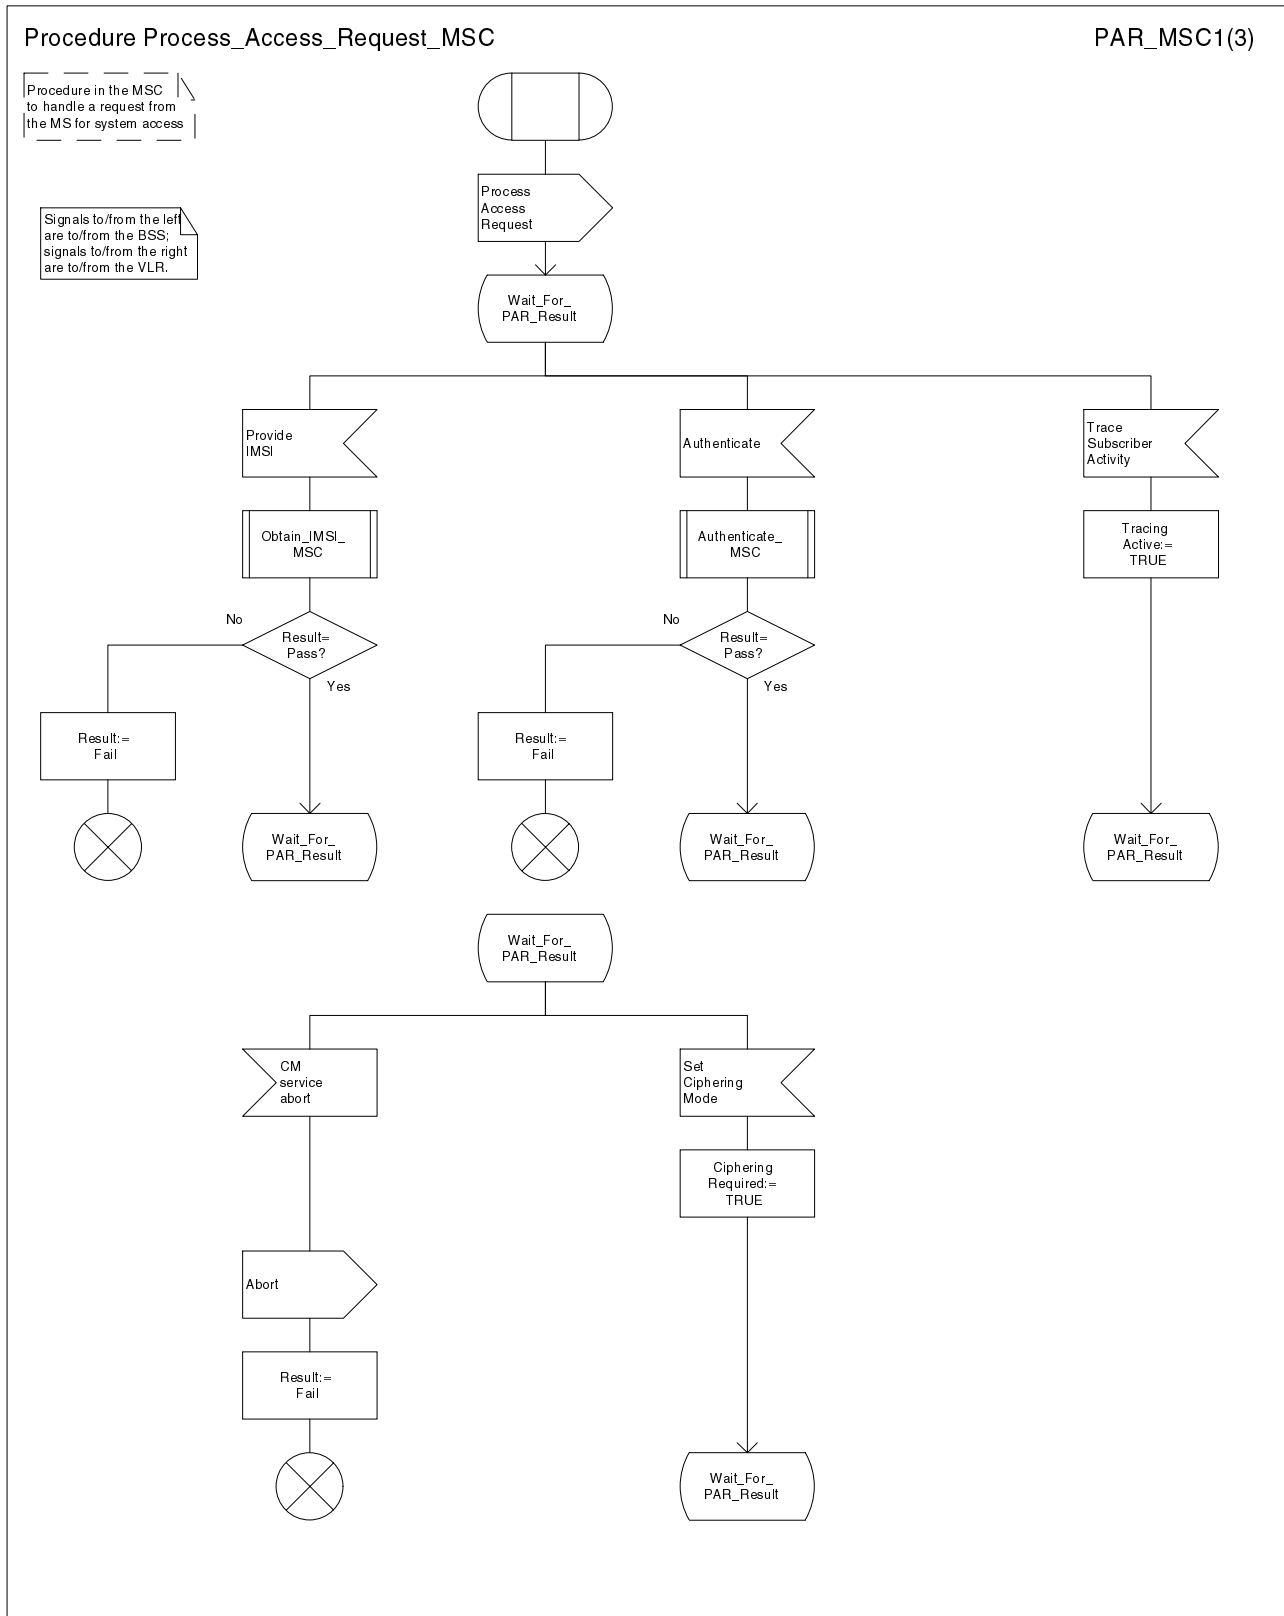 Procedure Process_Access_Request_MSC
PAR_MSC1(3)
Procedure in the MSC
to handle a request from
the MS for system access
Process
Access
Request
Signals to/from the left
are to/from the BSS;
signals to/from the right
are to/from the VLR.
Wait_For_
PAR_Result
Provide
IMSI
Authenticate
Trace
Subscriber
Activity
Obtain_IMSI_
MSC
Authenticate_
MSC
Tracing
Active:=
TRUE
No
Result=
Pass?
Yes
No
Result=
Pass?
Yes
Result:=
Fail
Result:=
Fail
Wait_For_
PAR_Result
Wait_For_
PAR_Result
Wait_For_
PAR_Result
Wait_For_
PAR_Result
CM
service
abort
Set
Ciphering
Mode
Ciphering
Required:=
TRUE
Abort
Result:=
Fail
Wait_For_
PAR_Result